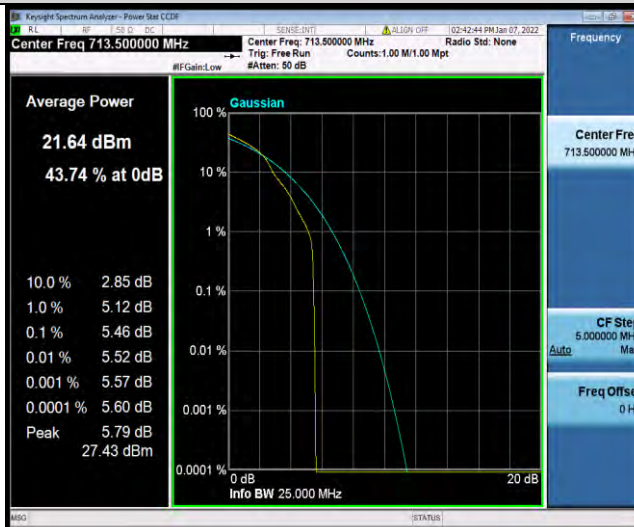 Keysight Spectrum Analyzer - Power Stat CCDF
RL RF 50 Ω DC SENSE:INT ALIGN OFF 02:42:44 PM Jan 07, 2022
Center Freq 713.500000 MHz
Center Freq: 713.500000 MHz Radio Std: None
Trig: Free Run Counts:1.00 M/1.00 Mpt
#IFGain:Low #Atten: 50 dB
Frequency
Average Power
21.64 dBm
43.74 % at 0dB
10.0 % 2.85 dB
1.0 % 5.12 dB
0.1 % 5.46 dB
0.01 % 5.52 dB
0.001 % 5.57 dB
0.0001 % 5.60 dB
Peak 5.79 dB
27.43 dBm
Gaussian
100 %
10 %
1 %
0.1 %
0.01 %
0.001 %
0.0001 %
0 dB 20 dB
Info BW 25.000 MHz
Center Fre
713.500000 MH
CF Ste
5.000000 MH
Auto Ma
Freq Offse
0 H
MSG STATUS